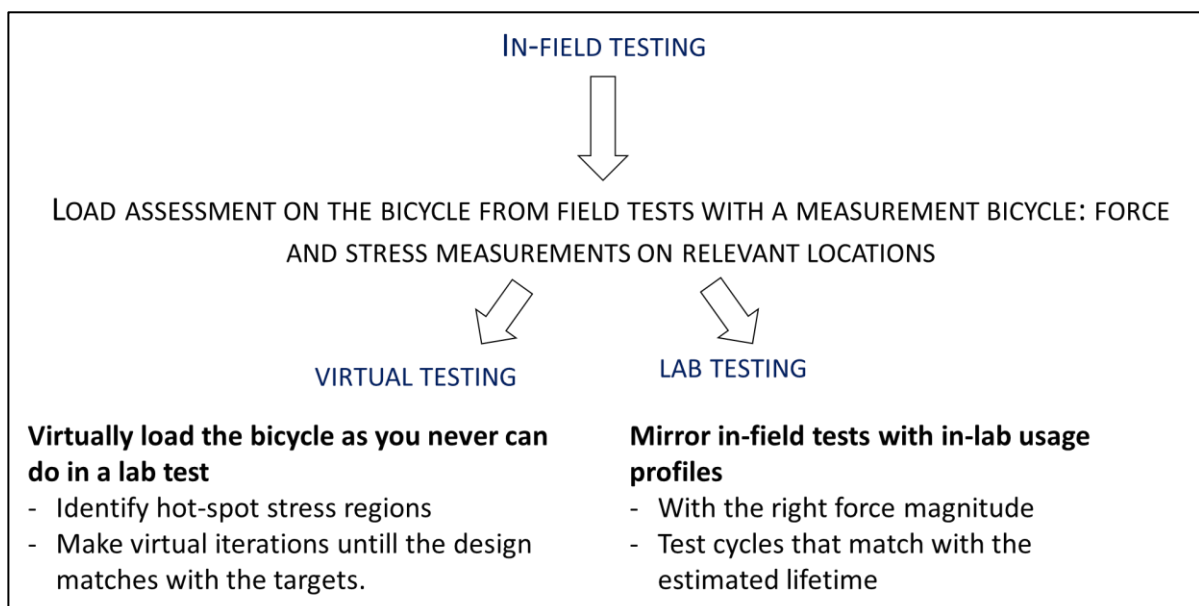 IN-FIELD TESTING
LOAD ASSESSMENT ON THE BICYCLE FROM FIELD TESTS WITH A MEASUREMENT BICYCLE: FORCE
AND STRESS MEASUREMENTS ON RELEVANT LOCATIONS
VIRTUAL TESTING
LAB TESTING
Virtually load the bicycle as you never can
do in a lab test
- Identify hot-spot stress regions
- Make virtual iterations untill the design
matches with the targets.
Mirror in-field tests with in-lab usage
profiles
- With the right force magnitude
- Test cycles that match with the
estimated lifetime